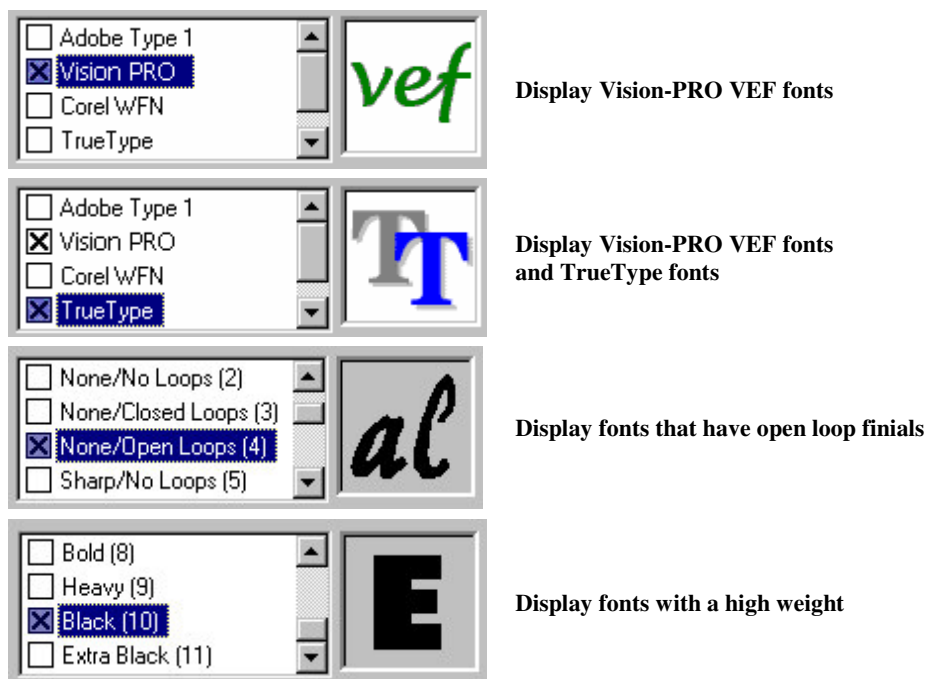 Adobe Type 1
Vision PRO
Corel WFN
TrueType
vef
Display Vision-PRO VEF fonts
Adobe Type 1
Vision PRO
Corel WFN
TrueType
TT
Display Vision-PRO VEF fonts
and TrueType fonts
None/No Loops (2)
None/Closed Loops (3)
None/Open Loops (4)
Sharp/No Loops (5)
al
Display fonts that have open loop finials
Bold (8)
Heavy (9)
Black (10)
Extra Black (11)
E
Display fonts with a high weight